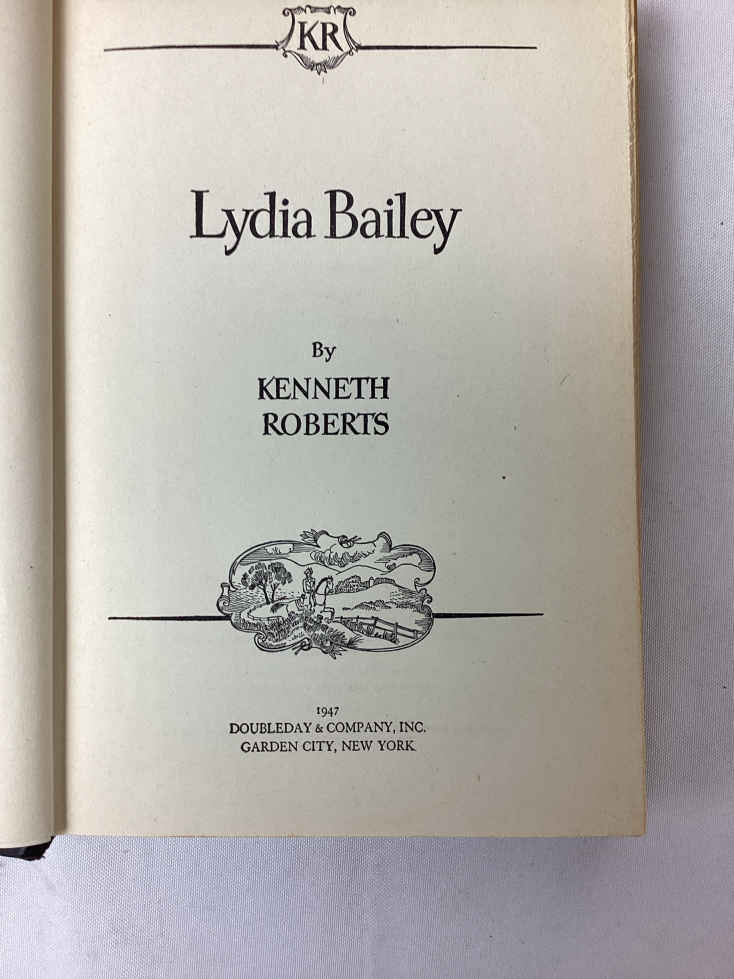 KR
Lydia Bailey
By
KENNETH
ROBERTS
1947
DOUBLEDAY & COMPANY, INC.
GARDEN CITY, NEW YORK